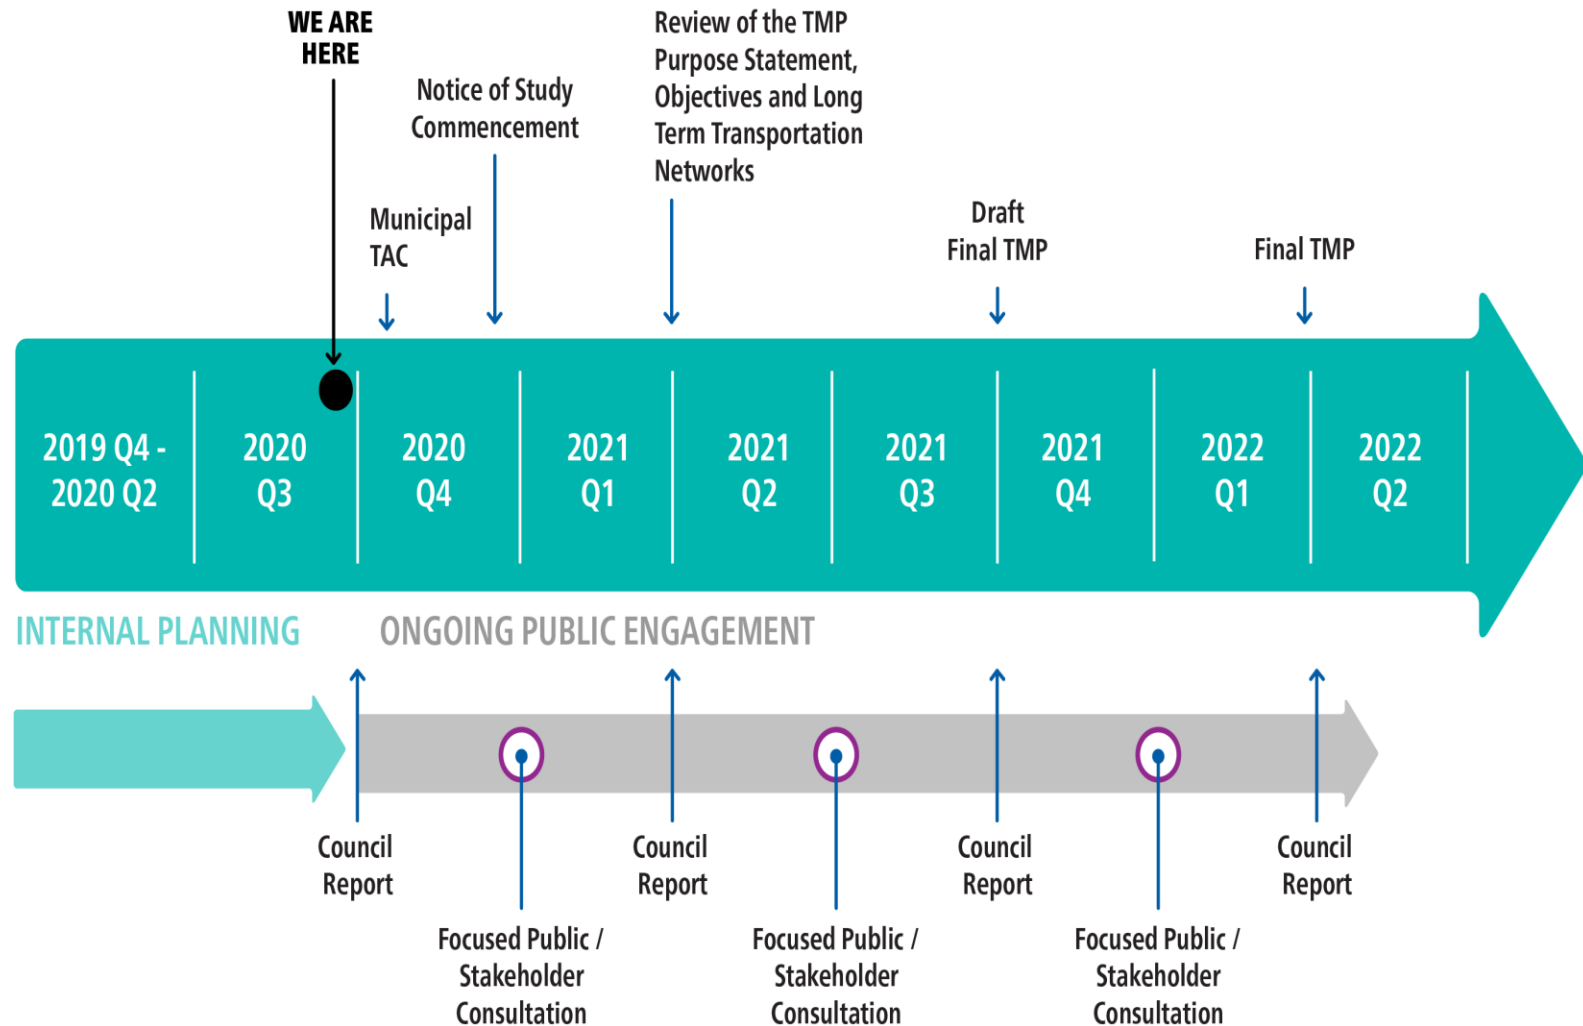 WE ARE
HERE
Notice of Study
Commencement
Review of the TMP
Purpose Statement,
Objectives and Long
Term Transportation
Networks
Municipal
TAC
Draft
Final TMP
Final TMP
2019 Q4 -
2020 Q2
2020
Q3
2020
Q4
2021
Q1
2021
Q2
2021
Q3
2021
Q4
2022
Q1
2022
Q2
INTERNAL PLANNING
ONGOING PUBLIC ENGAGEMENT
Council
Report
Council
Report
Council
Report
Council
Report
Focused Public /
Stakeholder
Consultation
Focused Public /
Stakeholder
Consultation
Focused Public /
Stakeholder
Consultation